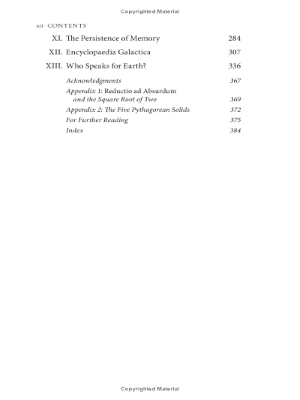 Copyrighted Material
xii CONTENTS
XI. The Persistence of Memory 284
XII. Encyclopaedia Galactica 307
XIII. Who Speaks for Earth? 336
Acknowledgments 367
Appendix 1: Reductio ad Absurdum
and the Square Root of Two 369
Appendix 2: The Five Pythagorean Solids 372
For Further Reading 375
Index 384
Copyrighted Material